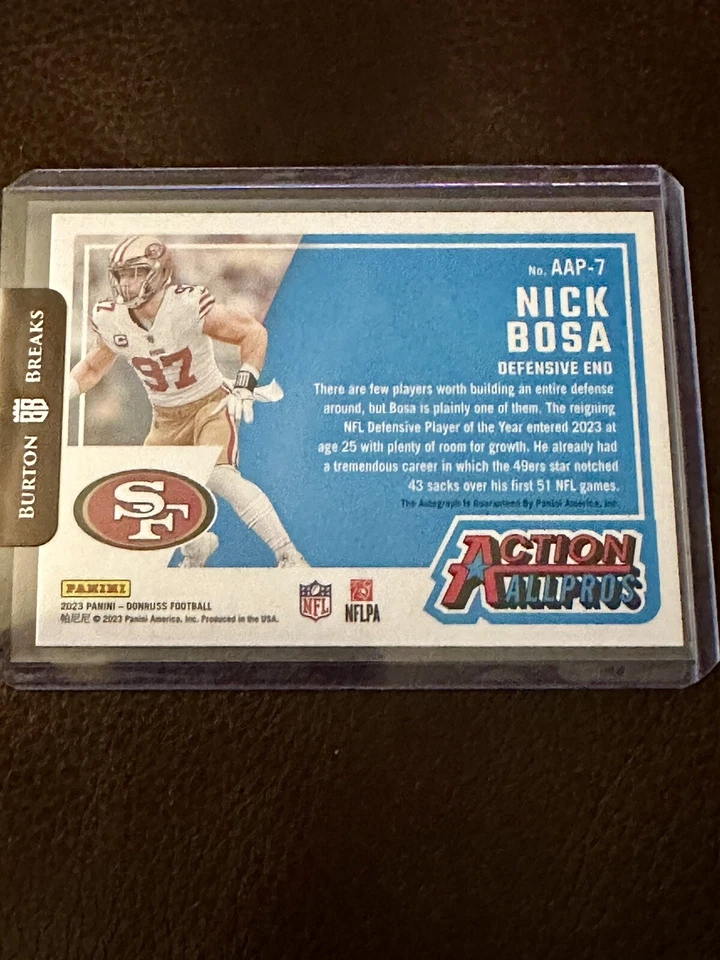 No. AAP-7
NICK
BOSA
DEFENSIVE END
There are few players worth building an entire defense
around, but Bosa is plainly one of them. The reigning
NFL Defensive Player of the Year entered 2023 at
age 25 with plenty of room for growth. He already had
a tremendous career in which the 49ers star notched
43 sacks over his first 51 NFL games.
The Autograph is Guaranteed By Panini America, Inc.
97
SF
ACTION
ALL PROS
PANINI
2023 PANINI – DONRUSS FOOTBALL
帕尼尼 © 2023 Panini America, Inc. Produced in the USA.
NFL
NFLPA
BURTON BB BREAKS